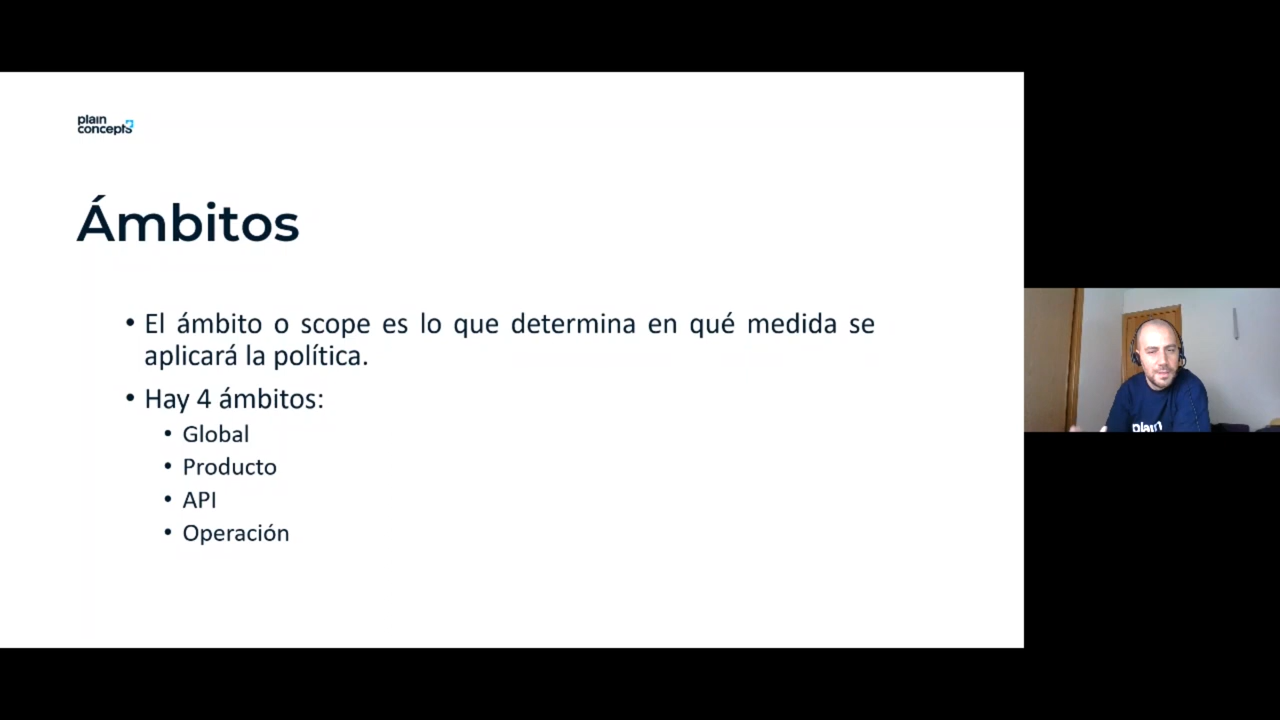 plain
concepts
Ámbitos
• El ámbito o scope es lo que determina en qué medida se
aplicará la política.
• Hay 4 ámbitos:
• Global
• Producto
• API
• Operación
plain